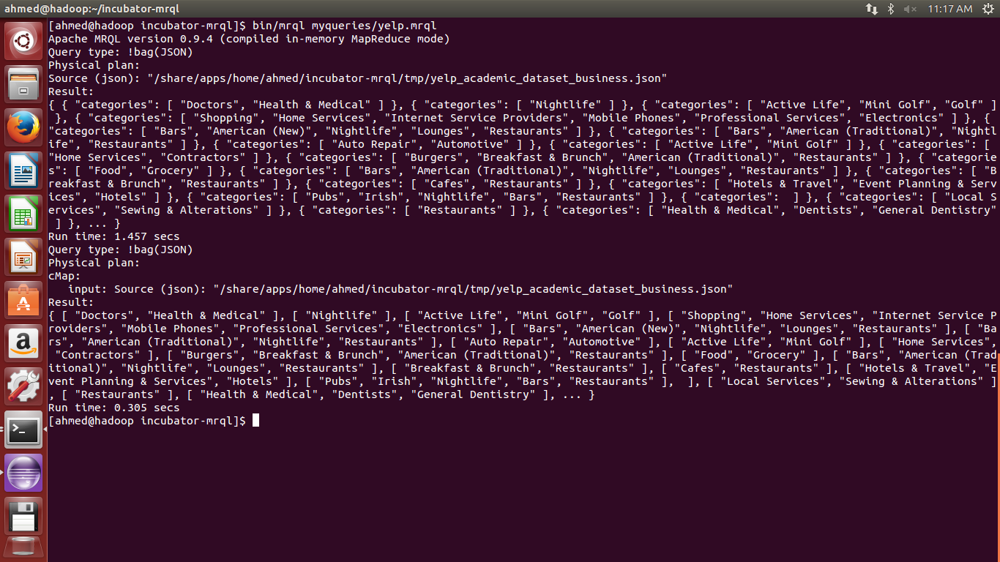 ahmed@hadoop:~/incubator-mrql
11:17 AM
[ahmed@hadoop incubator-mrql]$ bin/mrql myqueries/yelp.mrql
Apache MRQL version 0.9.4 (compiled in-memory MapReduce mode)
Query type: !bag(JSON)
Physical plan:
Source (json): "/share/apps/home/ahmed/incubator-mrql/tmp/yelp_academic_dataset_business.json"
Result:
{ { "categories": [ "Doctors", "Health & Medical" ] }, { "categories": [ "Nightlife" ] }, { "categories": [ "Active Life", "Mini Golf", "Golf" ]
 }, { "categories": [ "Shopping", "Home Services", "Internet Service Providers", "Mobile Phones", "Professional Services", "Electronics" ] }, {
"categories": [ "Bars", "American (New)", "Nightlife", "Lounges", "Restaurants" ] }, { "categories": [ "Bars", "American (Traditional)", "Nightl
ife", "Restaurants" ] }, { "categories": [ "Auto Repair", "Automotive" ] }, { "categories": [ "Active Life", "Mini Golf" ] }, { "categories": [
"Home Services", "Contractors" ] }, { "categories": [ "Burgers", "Breakfast & Brunch", "American (Traditional)", "Restaurants" ] }, { "categorie
s": [ "Food", "Grocery" ] }, { "categories": [ "Bars", "American (Traditional)", "Nightlife", "Lounges", "Restaurants" ] }, { "categories": [ "B
reakfast & Brunch", "Restaurants" ] }, { "categories": [ "Cafes", "Restaurants" ] }, { "categories": [ "Hotels & Travel", "Event Planning & Serv
ices", "Hotels" ] }, { "categories": [ "Pubs", "Irish", "Nightlife", "Bars", "Restaurants" ] }, { "categories":  ] }, { "categories": [ "Local S
ervices", "Sewing & Alterations" ] }, { "categories": [ "Restaurants" ] }, { "categories": [ "Health & Medical", "Dentists", "General Dentistry"
 ] }, ... }
Run time: 1.457 secs
Query type: !bag(JSON)
Physical plan:
cMap:
   input: Source (json): "/share/apps/home/ahmed/incubator-mrql/tmp/yelp_academic_dataset_business.json"
Result:
{ [ "Doctors", "Health & Medical" ], [ "Nightlife" ], [ "Active Life", "Mini Golf", "Golf" ], [ "Shopping", "Home Services", "Internet Service P
roviders", "Mobile Phones", "Professional Services", "Electronics" ], [ "Bars", "American (New)", "Nightlife", "Lounges", "Restaurants" ], [ "Ba
rs", "American (Traditional)", "Nightlife", "Restaurants" ], [ "Auto Repair", "Automotive" ], [ "Active Life", "Mini Golf" ], [ "Home Services",
 "Contractors" ], [ "Burgers", "Breakfast & Brunch", "American (Traditional)", "Restaurants" ], [ "Food", "Grocery" ], [ "Bars", "American (Trad
itional)", "Nightlife", "Lounges", "Restaurants" ], [ "Breakfast & Brunch", "Restaurants" ], [ "Cafes", "Restaurants" ], [ "Hotels & Travel", "E
vent Planning & Services", "Hotels" ], [ "Pubs", "Irish", "Nightlife", "Bars", "Restaurants" ],  ], [ "Local Services", "Sewing & Alterations" ]
, [ "Restaurants" ], [ "Health & Medical", "Dentists", "General Dentistry" ], ... }
Run time: 0.305 secs
[ahmed@hadoop incubator-mrql]$